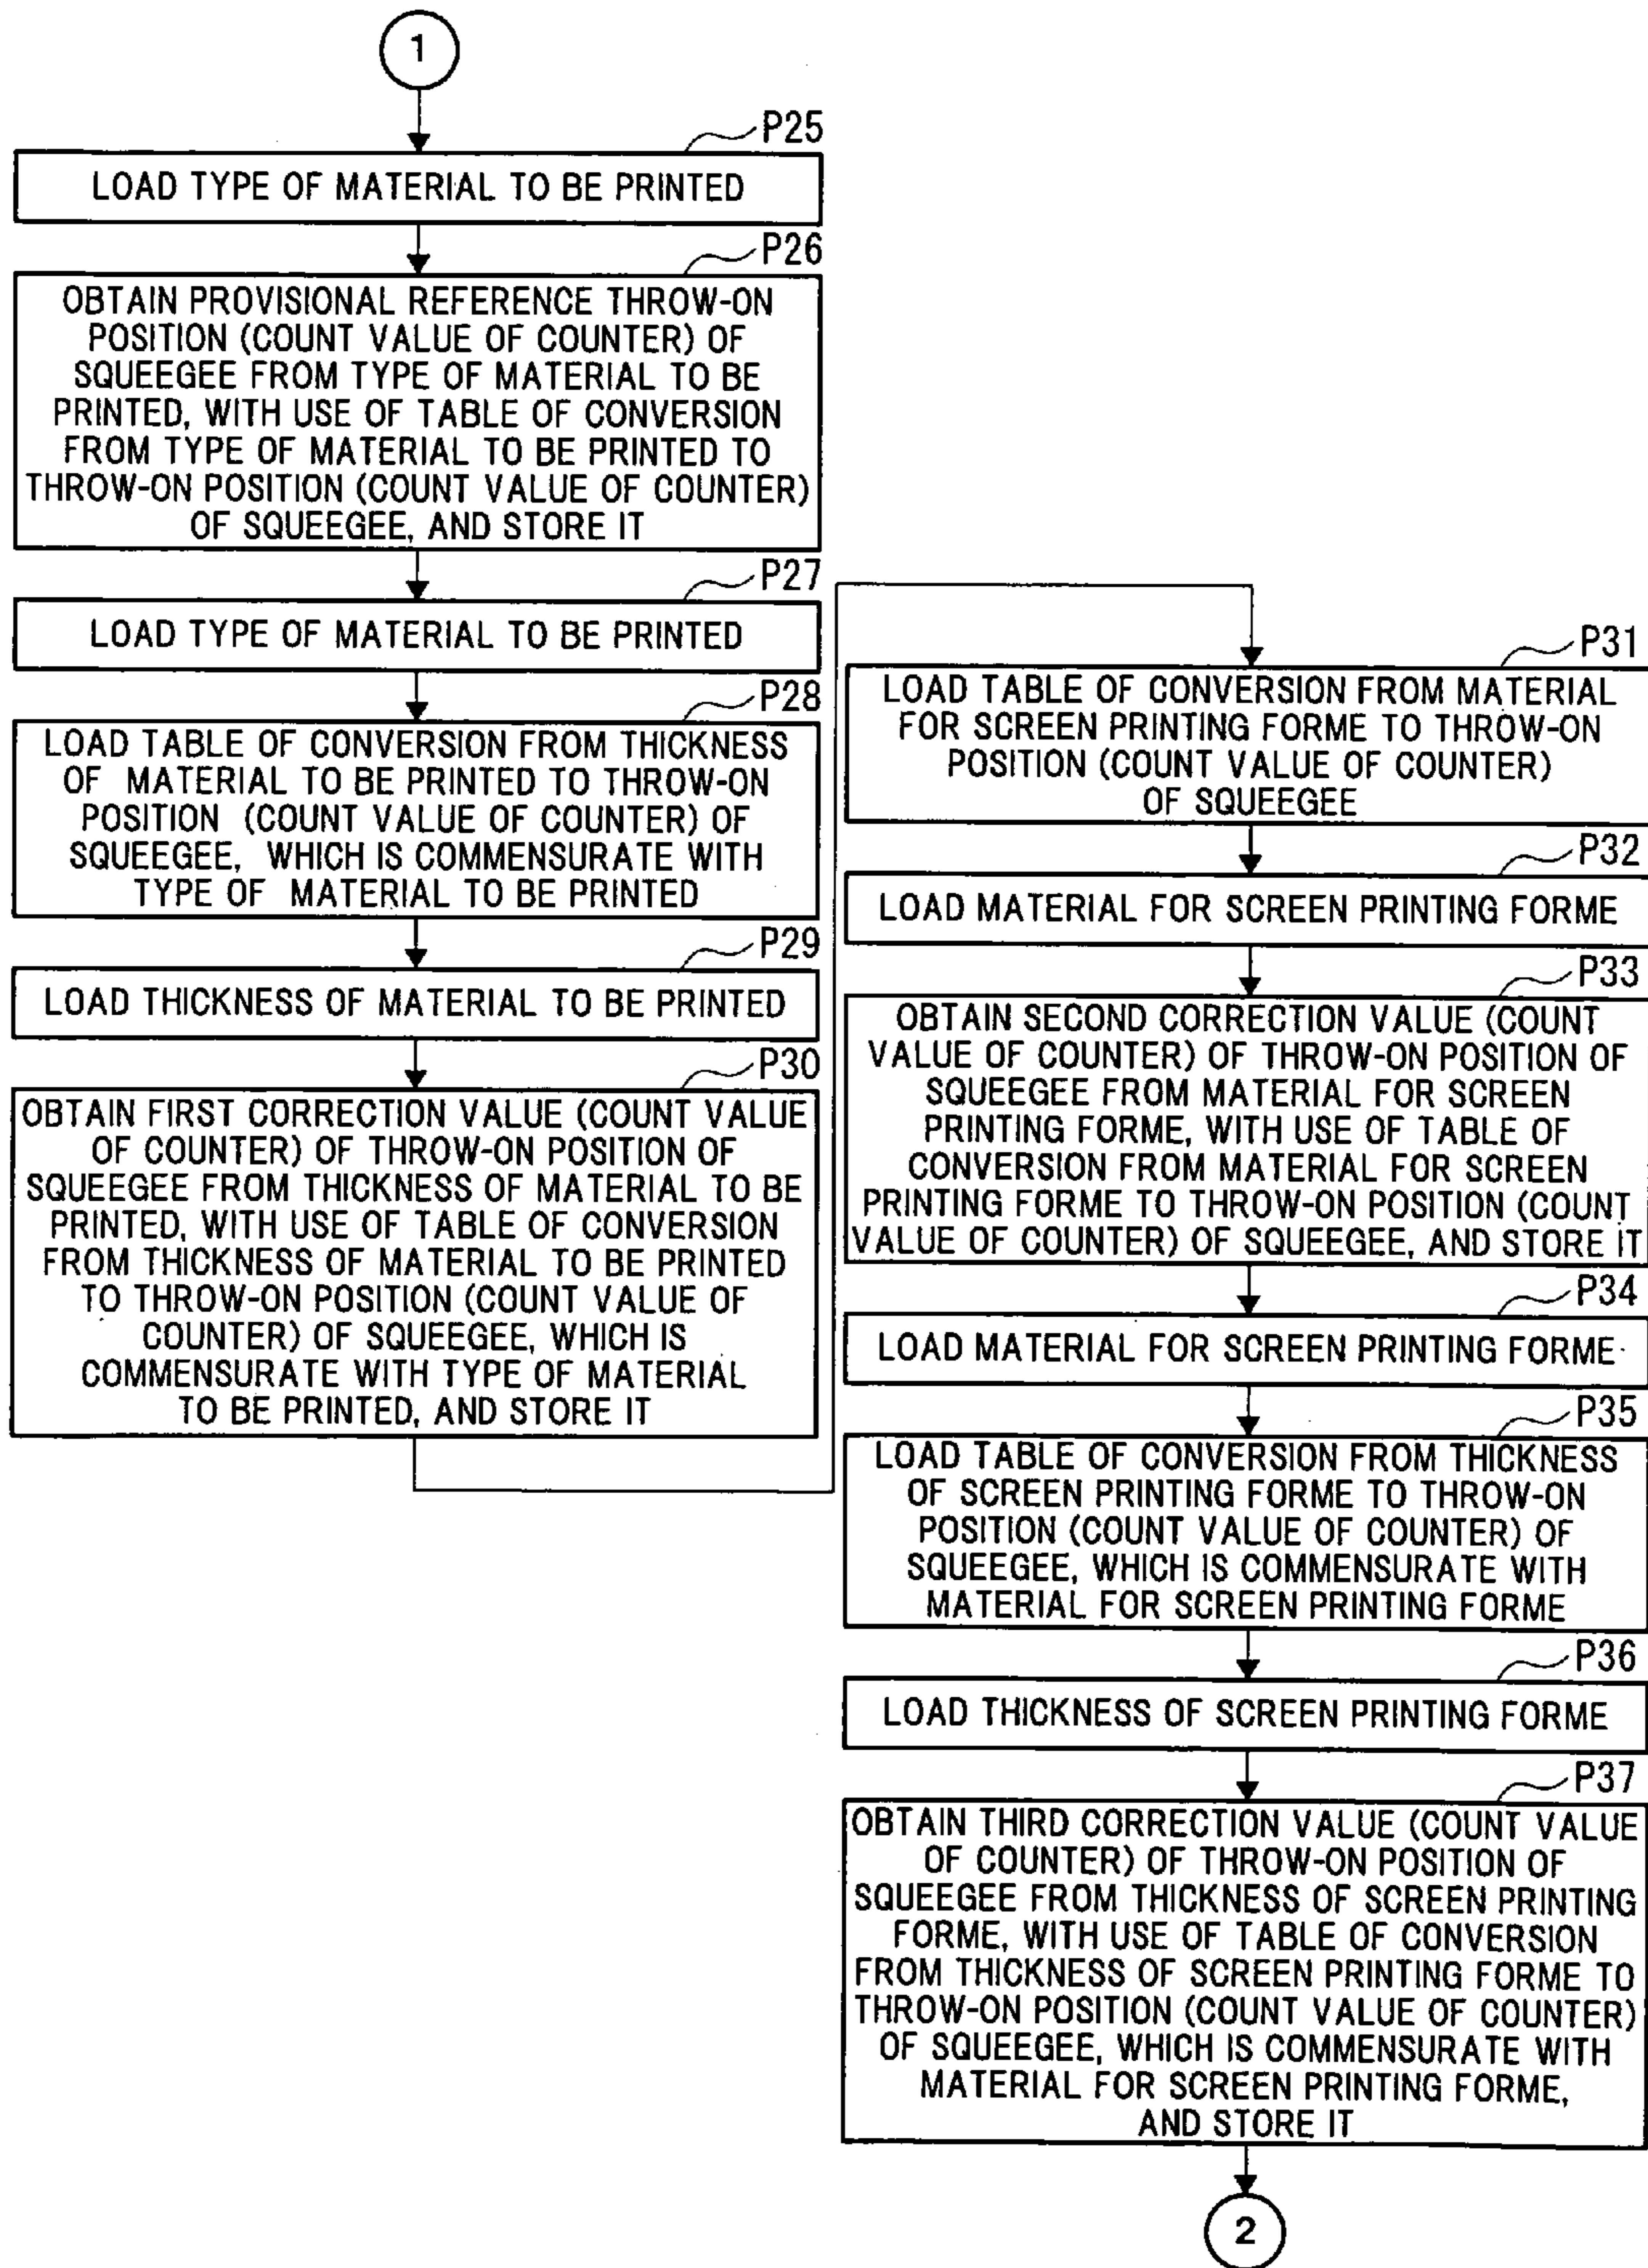 1
P25
LOAD TYPE OF MATERIAL TO BE PRINTED
P26
OBTAIN PROVISIONAL REFERENCE THROW-ON
POSITION (COUNT VALUE OF COUNTER) OF
SQUEEGEE FROM TYPE OF MATERIAL TO BE
PRINTED, WITH USE OF TABLE OF CONVERSION
FROM TYPE OF MATERIAL TO BE PRINTED TO
THROW-ON POSITION (COUNT VALUE OF COUNTER)
OF SQUEEGEE, AND STORE IT
P27
LOAD TYPE OF MATERIAL TO BE PRINTED
P28
LOAD TABLE OF CONVERSION FROM THICKNESS
OF MATERIAL TO BE PRINTED TO THROW-ON
POSITION (COUNT VALUE OF COUNTER) OF
SQUEEGEE, WHICH IS COMMENSURATE WITH
TYPE OF MATERIAL TO BE PRINTED
P29
LOAD THICKNESS OF MATERIAL TO BE PRINTED
P30
OBTAIN FIRST CORRECTION VALUE (COUNT VALUE
OF COUNTER) OF THROW-ON POSITION OF
SQUEEGEE FROM THICKNESS OF MATERIAL TO BE
PRINTED, WITH USE OF TABLE OF CONVERSION
FROM THICKNESS OF MATERIAL TO BE PRINTED
TO THROW-ON POSITION (COUNT VALUE OF
COUNTER) OF SQUEEGEE, WHICH IS
COMMENSURATE WITH TYPE OF MATERIAL
TO BE PRINTED, AND STORE IT
P31
LOAD TABLE OF CONVERSION FROM MATERIAL
FOR SCREEN PRINTING FORME TO THROW-ON
POSITION (COUNT VALUE OF COUNTER)
OF SQUEEGEE
P32
LOAD MATERIAL FOR SCREEN PRINTING FORME
P33
OBTAIN SECOND CORRECTION VALUE (COUNT
VALUE OF COUNTER) OF THROW-ON POSITION OF
SQUEEGEE FROM MATERIAL FOR SCREEN
PRINTING FORME, WITH USE OF TABLE OF
CONVERSION FROM MATERIAL FOR SCREEN
PRINTING FORME TO THROW-ON POSITION (COUNT
VALUE OF COUNTER) OF SQUEEGEE, AND STORE IT
P34
LOAD MATERIAL FOR SCREEN PRINTING FORME
P35
LOAD TABLE OF CONVERSION FROM THICKNESS
OF SCREEN PRINTING FORME TO THROW-ON
POSITION (COUNT VALUE OF COUNTER) OF
SQUEEGEE, WHICH IS COMMENSURATE WITH
MATERIAL FOR SCREEN PRINTING FORME
P36
LOAD THICKNESS OF SCREEN PRINTING FORME
P37
OBTAIN THIRD CORRECTION VALUE (COUNT VALUE
OF COUNTER) OF THROW-ON POSITION OF
SQUEEGEE FROM THICKNESS OF SCREEN PRINTING
FORME, WITH USE OF TABLE OF CONVERSION
FROM THICKNESS OF SCREEN PRINTING FORME TO
THROW-ON POSITION (COUNT VALUE OF COUNTER)
OF SQUEEGEE, WHICH IS COMMENSURATE WITH
MATERIAL FOR SCREEN PRINTING FORME,
AND STORE IT
2